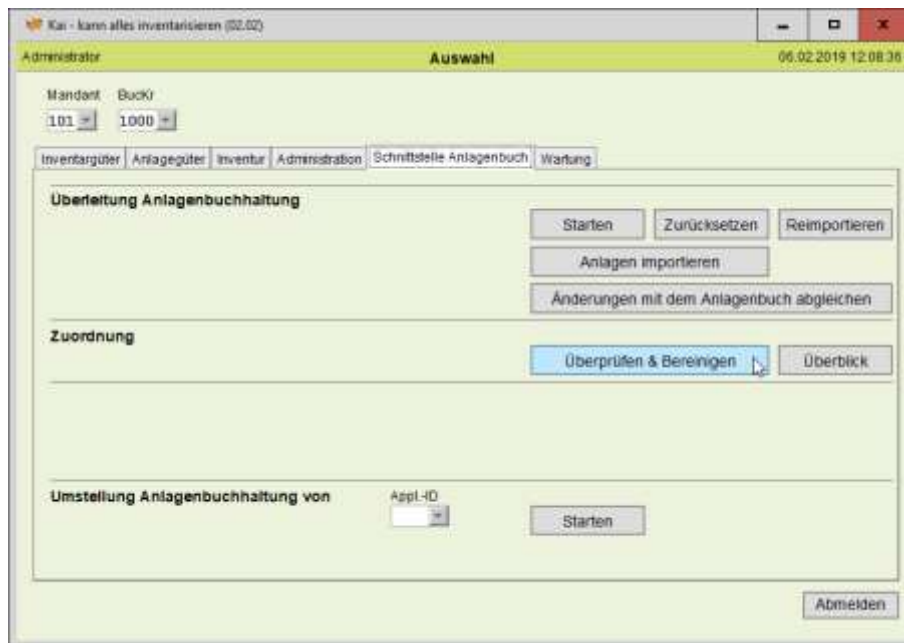 Kai - kann alles inventarisieren (02.02)
Administrator Auswahl 06.02.2019 12:08:36
Mandant BucKr
101 1000
Inventargüter Anlagegüter Inventur Administration Schnittstelle Anlagenbuch Wartung
Überleitung Anlagenbuchhaltung
Starten Zurücksetzen Reimportieren
Anlagen importieren
Änderungen mit dem Anlagenbuch abgleichen
Zuordnung
Überprüfen & Bereinigen Überblick
Umstellung Anlagenbuchhaltung von Appl.-ID
Starten
Abmelden